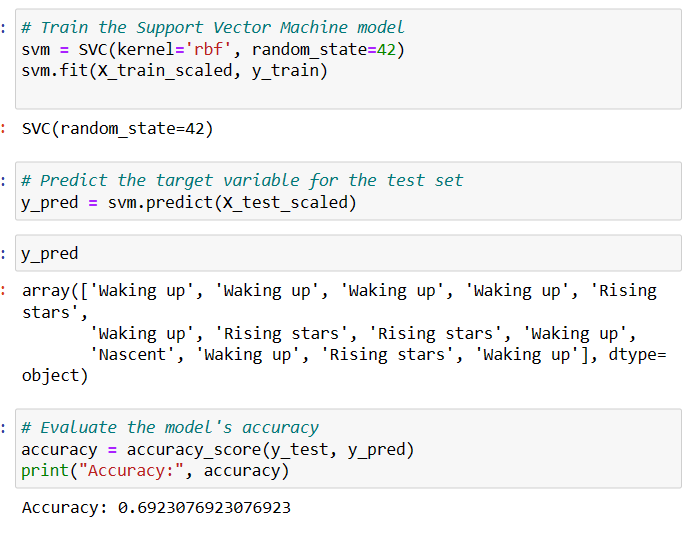 : # Train the Support Vector Machine model
svm = SVC(kernel='rbf', random_state=42)
svm.fit(X_train_scaled, y_train)
: SVC(random_state=42)
: # Predict the target variable for the test set
y_pred = svm.predict(X_test_scaled)
: y_pred
: array(['Waking up', 'Waking up', 'Waking up', 'Waking up', 'Rising
stars',
'Waking up', 'Rising stars', 'Rising stars', 'Waking up',
'Nascent', 'Waking up', 'Rising stars', 'Waking up'], dtype=
object)
: # Evaluate the model's accuracy
accuracy = accuracy_score(y_test, y_pred)
print("Accuracy:", accuracy)
Accuracy: 0.6923076923076923